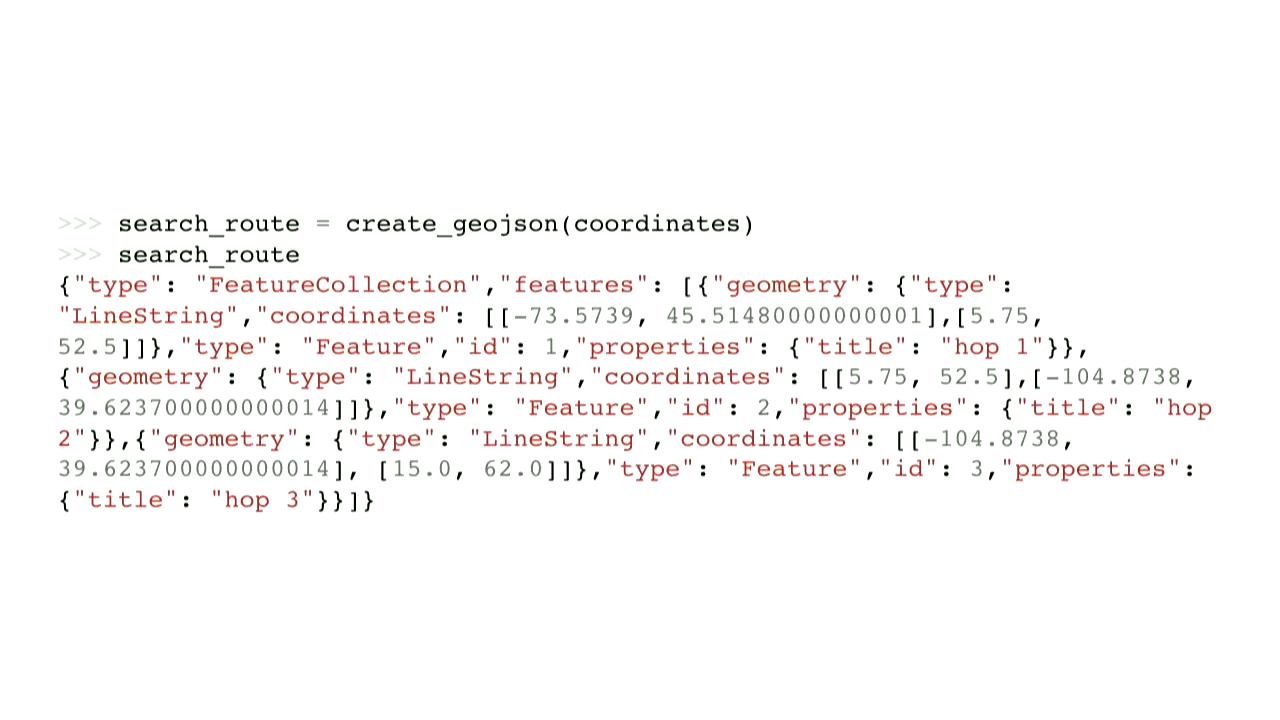 >>> search_route = create_geojson(coordinates)
>>> search_route
{"type": "FeatureCollection","features": [{"geometry": {"type":
"LineString","coordinates": [[-73.5739, 45.51480000000001],[5.75,
52.5]]},"type": "Feature","id": 1,"properties": {"title": "hop 1"}},
{"geometry": {"type": "LineString","coordinates": [[5.75, 52.5],[-104.8738,
39.623700000000014]]},"type": "Feature","id": 2,"properties": {"title": "hop
2"}},{"geometry": {"type": "LineString","coordinates": [[-104.8738,
39.623700000000014], [15.0, 62.0]]},"type": "Feature","id": 3,"properties":
{"title": "hop 3"}}]}